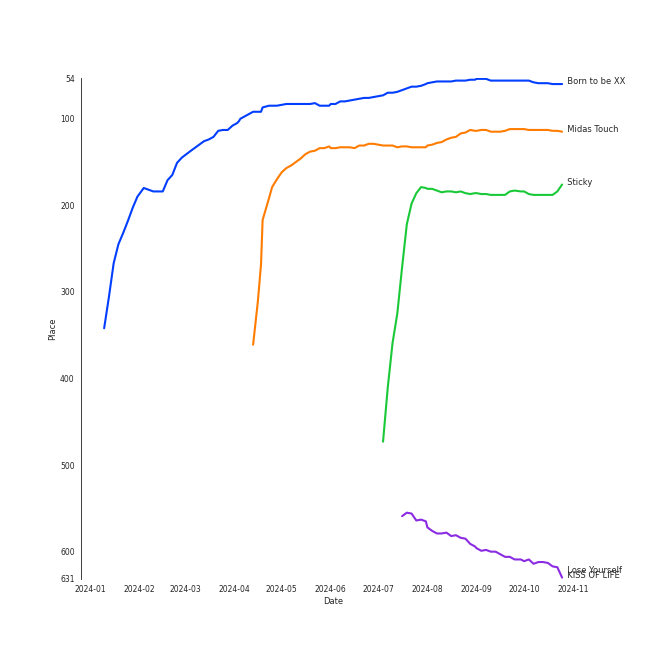 54
Born to be XX
100
Midas Touch
Sticky
200
300
Place
400
500
600
Lose Yourself
KISS OF LIFE
631
2024-01 2024-02 2024-03 2024-04 2024-05 2024-06 2024-07 2024-08 2024-09 2024-10 2024-11
Date